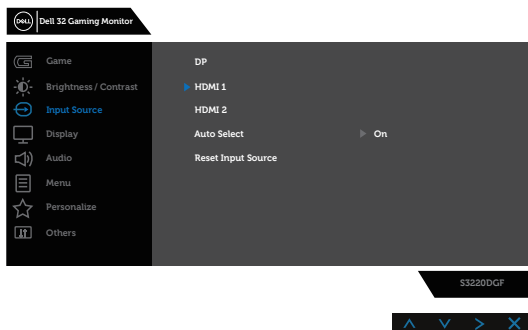 DELL Dell 32 Gaming Monitor
Game
Brightness / Contrast
Input Source
Display
Audio
Menu
Personalize
Others
DP
HDMI 1
HDMI 2
Auto Select On
Reset Input Source
S3220DGF